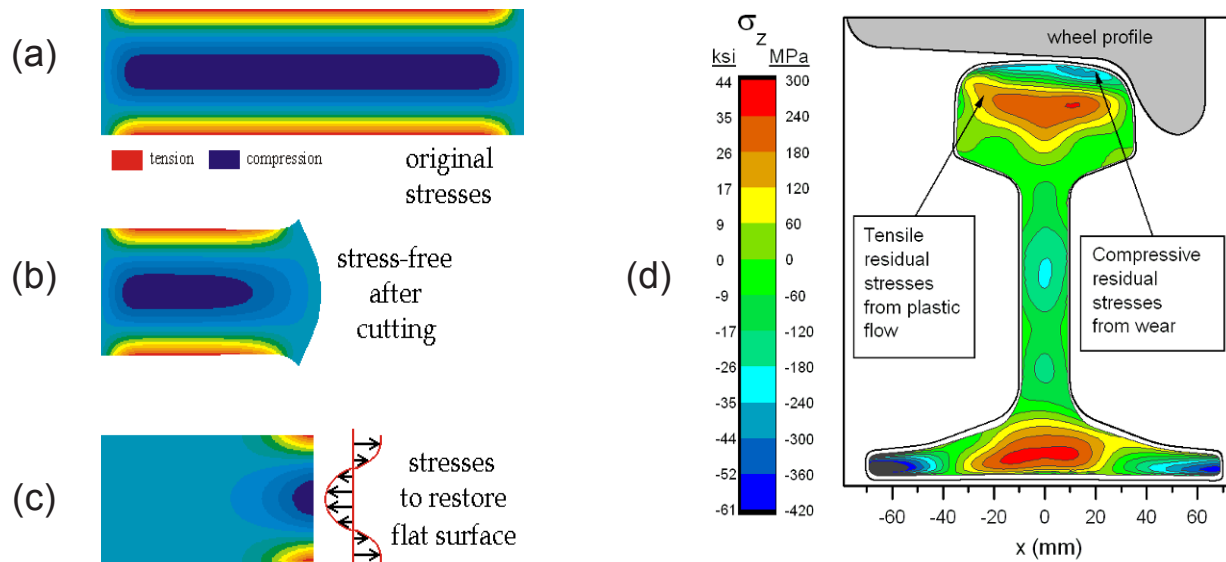 (a)
tension
compression
original
stresses
(b)
stress-free
after
cutting
(c)
stresses
to restore
flat surface
(d)
σz
ksi MPa
44 300
35 240
26 180
17 120
9 60
0 0
-9 -60
-17 -120
-26 -180
-35 -240
-44 -300
-52 -360
-61 -420
wheel profile
Tensile
residual
stresses
from plastic
flow
Compressive
residual
stresses
from wear
-60 -40 -20 0 20 40 60
x (mm)